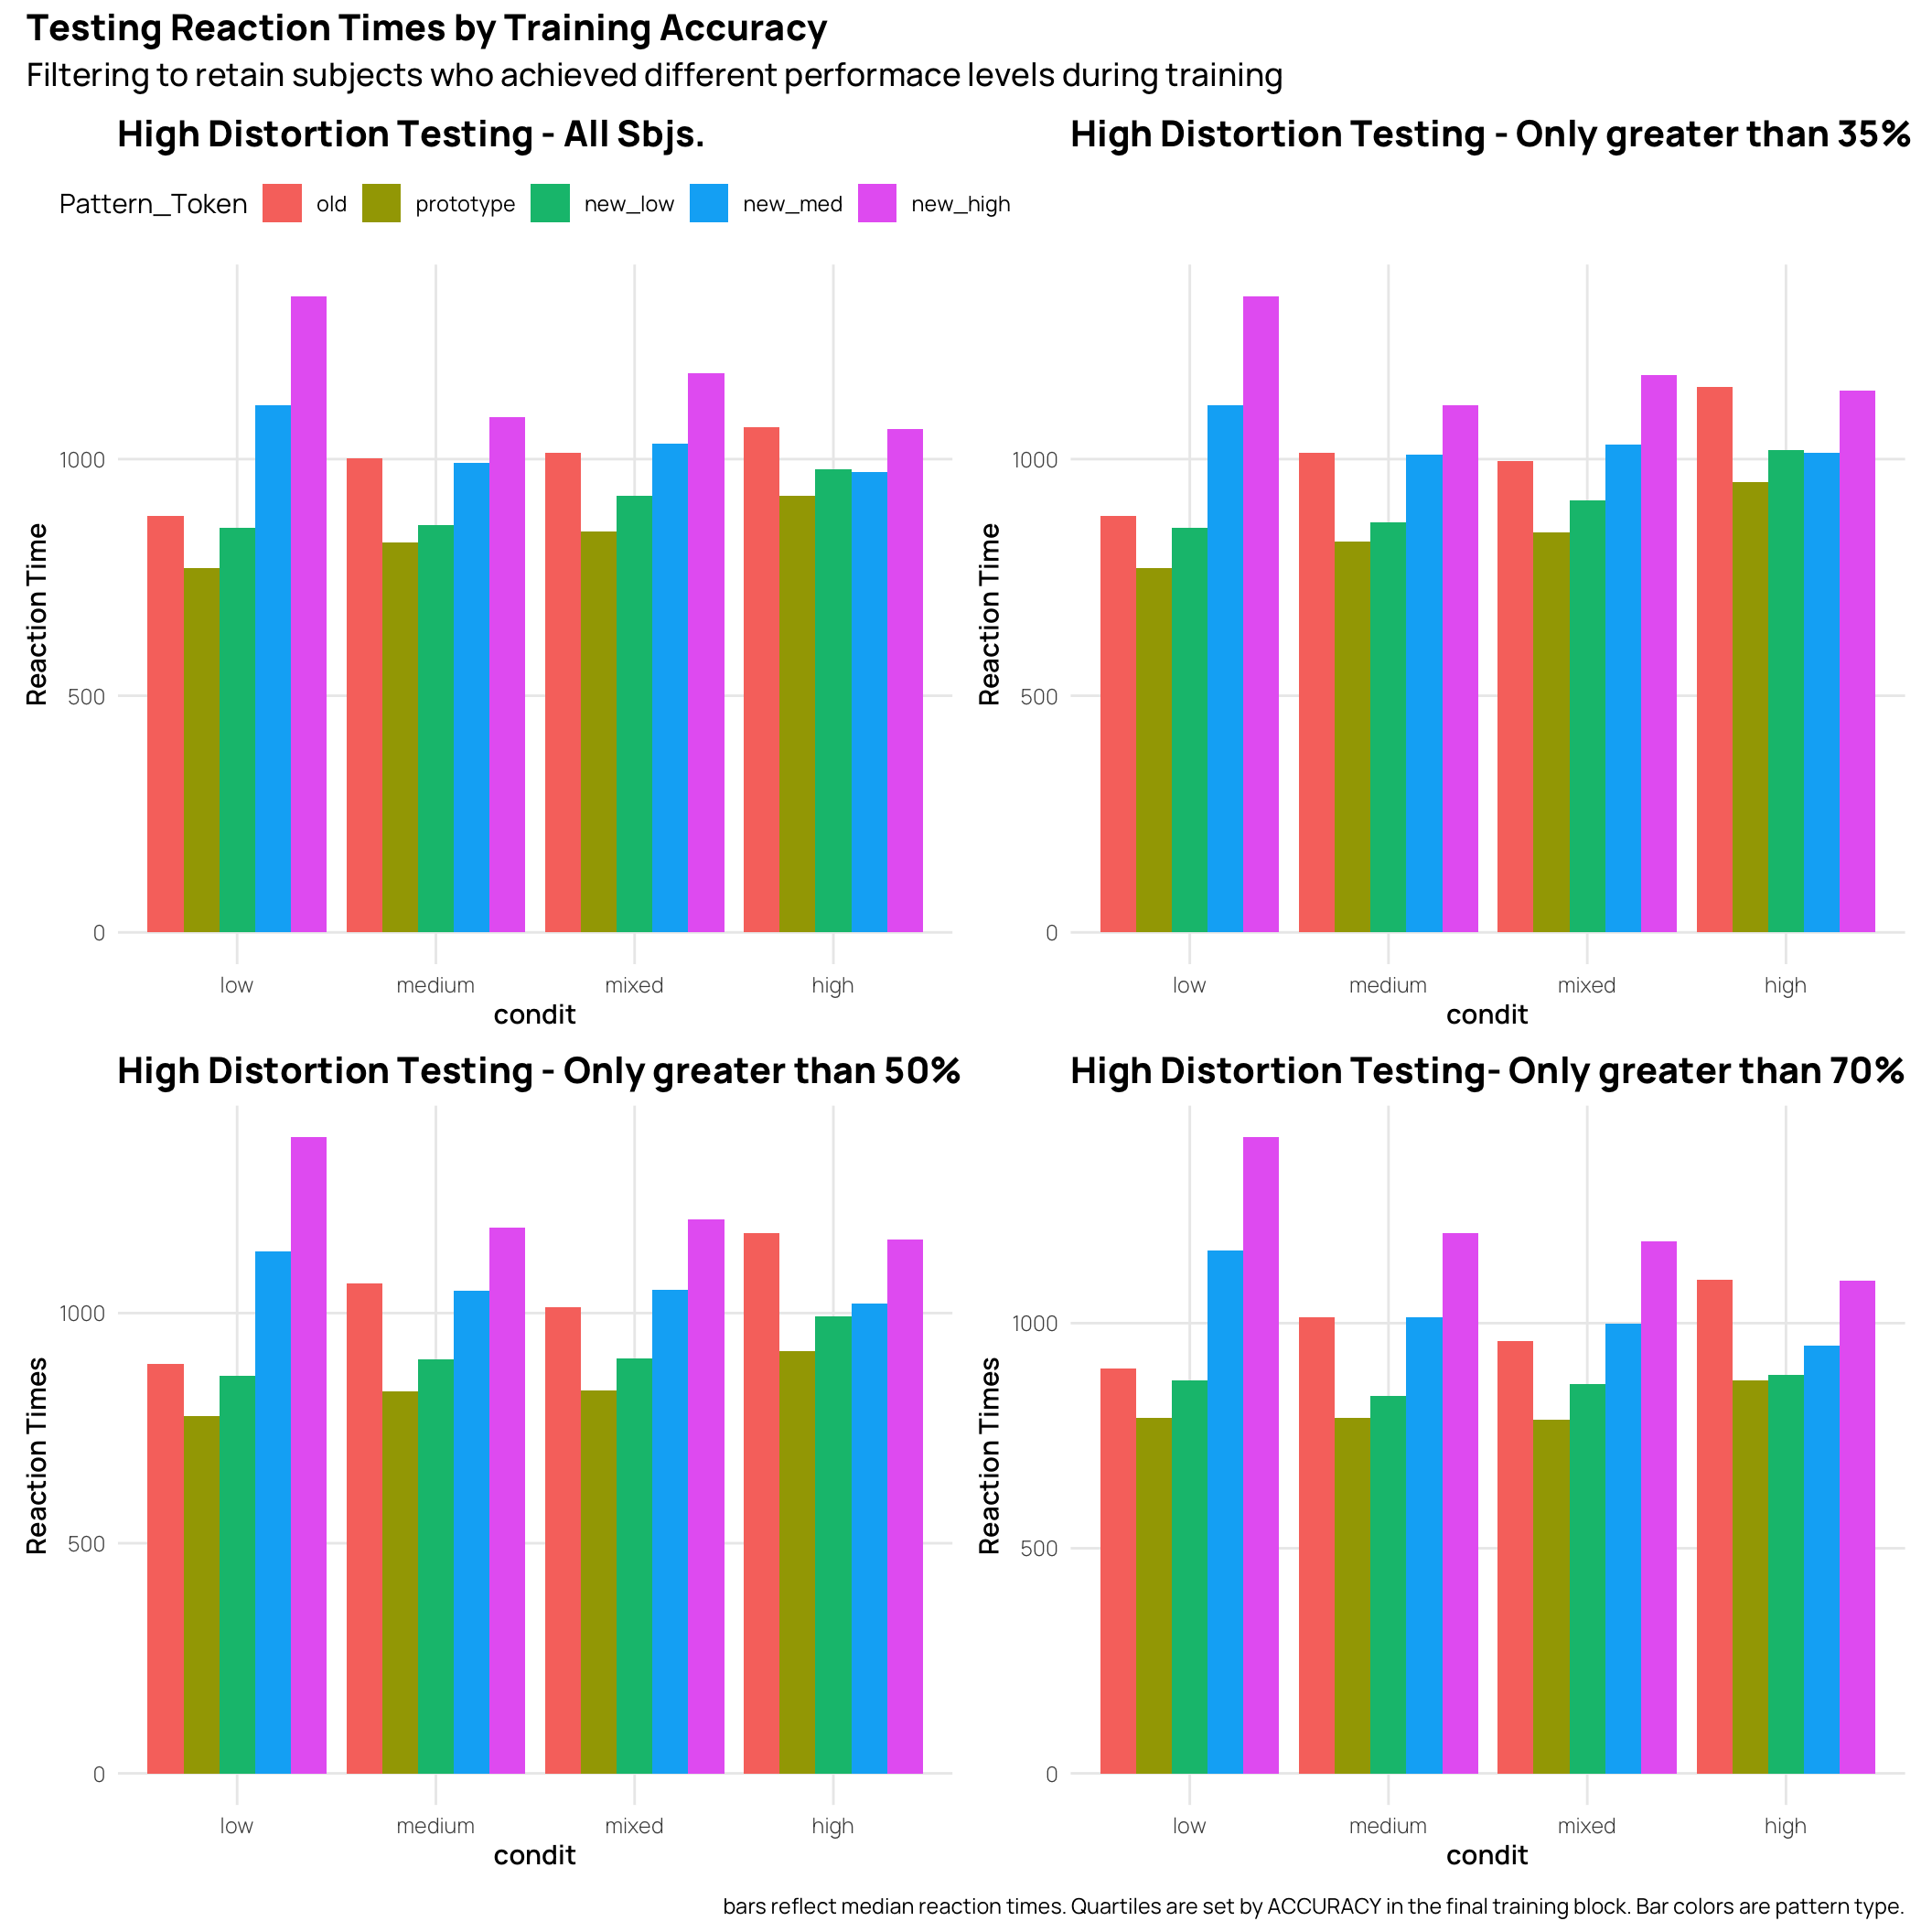 Testing Reaction Times by Training Accuracy
Filtering to retain subjects who achieved different performace levels during training
High Distortion Testing - All Sbjs.
Pattern_Token old prototype new_low new_med new_high
Reaction Time
1000
500
0
low medium mixed high
condit
High Distortion Testing - Only greater than 35%
Reaction Time
1000
500
0
low medium mixed high
condit
High Distortion Testing - Only greater than 50%
Reaction Times
1000
500
0
low medium mixed high
condit
High Distortion Testing- Only greater than 70%
Reaction Times
1000
500
0
low medium mixed high
condit
bars reflect median reaction times. Quartiles are set by ACCURACY in the final training block. Bar colors are pattern type.